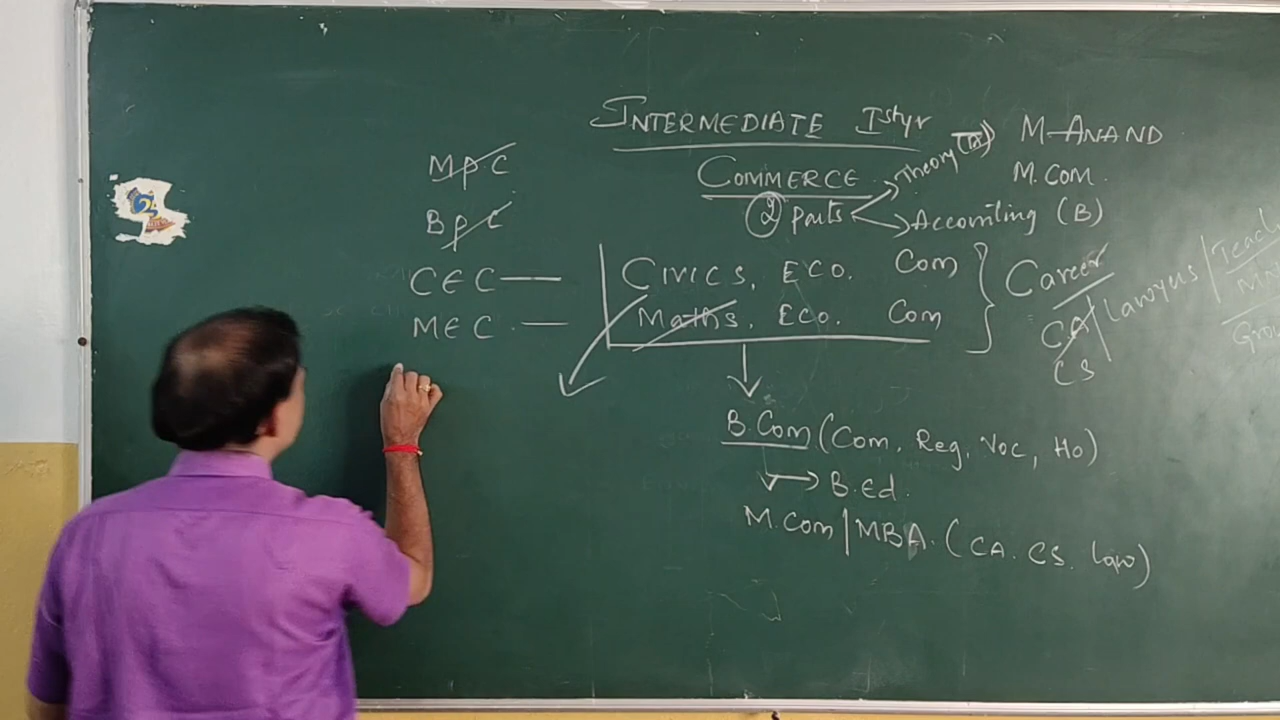 INTERMEDIATE Ist yr
COMMERCE
Theory (A)
M. ANAND
M.COM.
② parts
Accounting (B)
MPC
BPC
CEC — CIVICS, ECO. Com
MEC. — Maths, ECO. Com
Career
CA
CS
Lawyers
B.Com (Com, Reg, Voc, Ho)
B.Ed.
M.Com | MBA. (CA. CS. law)